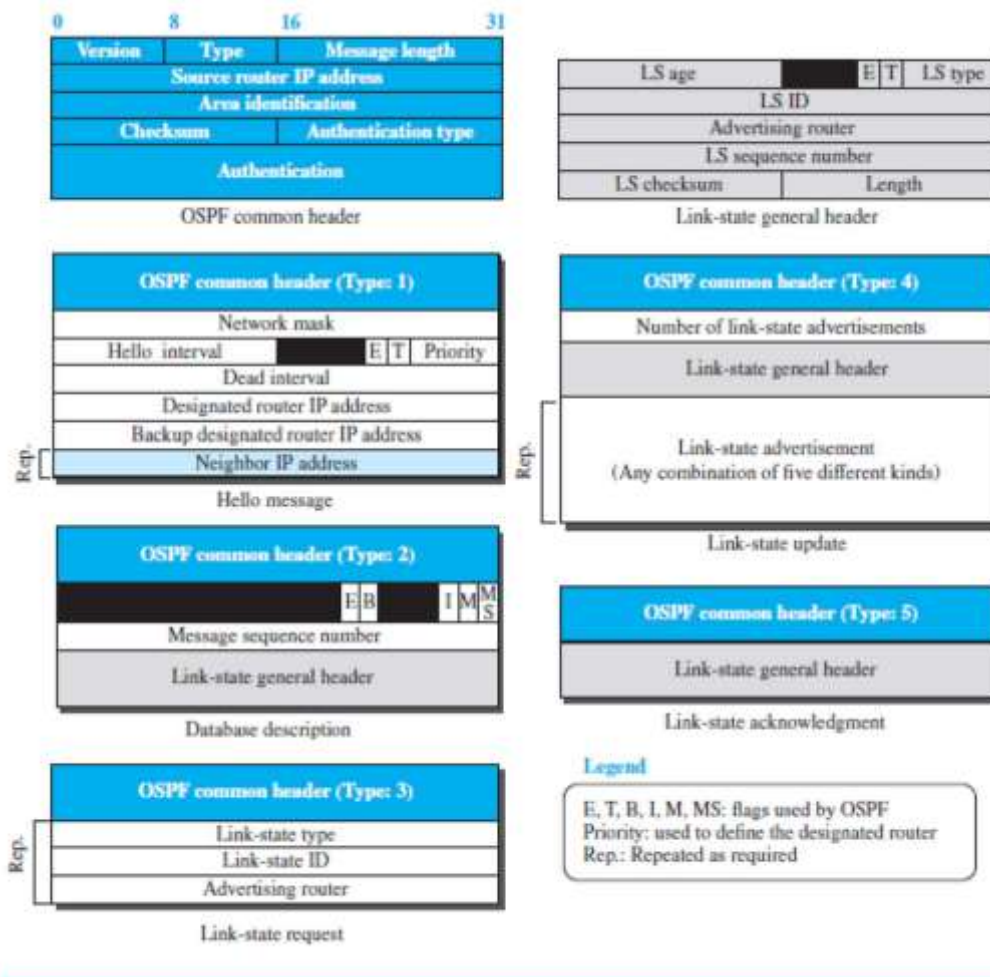 0 8 16 31
Version Type Message length
Source router IP address
Area identification
Checksum Authentication type
Authentication
OSPF common header
LS age E T LS type
LS ID
Advertising router
LS sequence number
LS checksum Length
Link-state general header
OSPF common header (Type: 1)
Network mask
Hello interval E T Priority
Dead interval
Designated router IP address
Backup designated router IP address
Rep. Neighbor IP address
Hello message
OSPF common header (Type: 4)
Number of link-state advertisements
Link-state general header
Rep.
Link-state advertisement
(Any combination of five different kinds)
Link-state update
OSPF common header (Type: 2)
E B I M MS
Message sequence number
Link-state general header
Database description
OSPF common header (Type: 5)
Link-state general header
Link-state acknowledgment
OSPF common header (Type: 3)
Rep.
Link-state type
Link-state ID
Advertising router
Link-state request
Legend
E, T, B, I, M, MS: flags used by OSPF
Priority: used to define the designated router
Rep.: Repeated as required